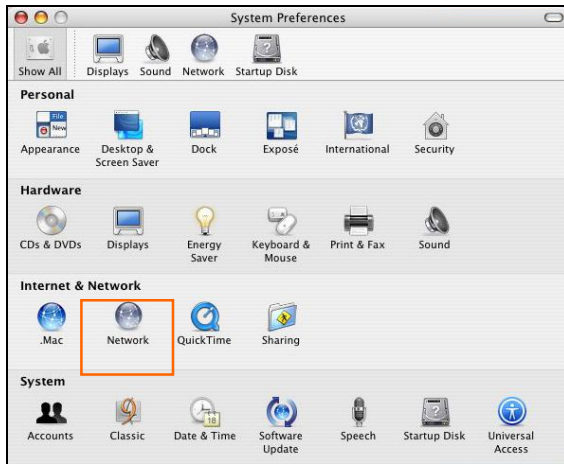 System Preferences
Show All Displays Sound Network Startup Disk
Personal
File
New
Appearance Desktop & Screen Saver Dock Exposé International Security
Hardware
CDs & DVDs Displays Energy Saver Keyboard & Mouse Print & Fax Sound
Internet & Network
.Mac Network QuickTime Sharing
System
18
Accounts Classic Date & Time Software Update Speech Startup Disk Universal Access